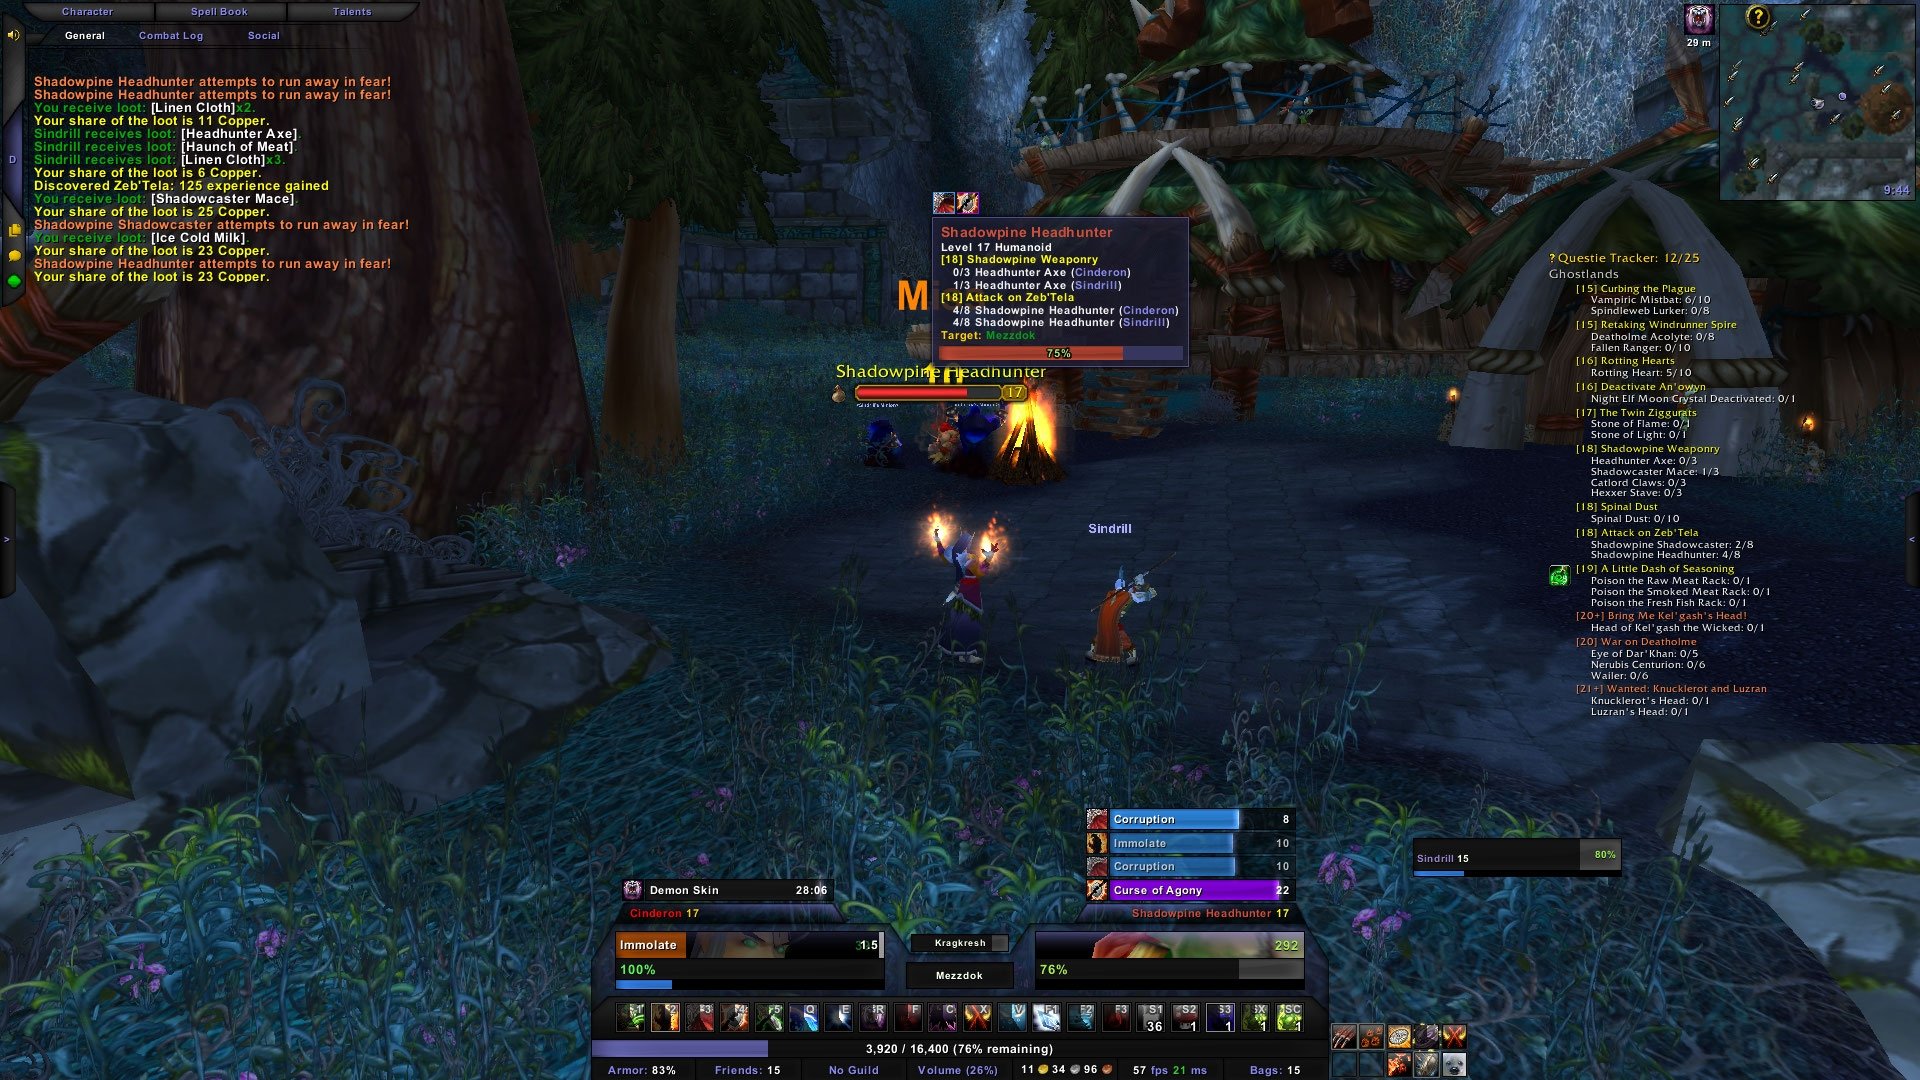 Character
Spell Book
Talents
General
Combat Log
Social
Shadowpine Headhunter attempts to run away in fear!
Shadowpine Headhunter attempts to run away in fear!
You receive loot: [Linen Cloth]x2.
Your share of the loot is 11 Copper.
Sindrill receives loot: [Headhunter Axe].
Sindrill receives loot: [Haunch of Meat].
Sindrill receives loot: [Linen Cloth]x3.
Your share of the loot is 6 Copper.
Discovered Zeb'Tela: 125 experience gained
You receive loot: [Shadowcaster Mace].
Your share of the loot is 25 Copper.
Shadowpine Shadowcaster attempts to run away in fear!
You receive loot: [Ice Cold Milk].
Your share of the loot is 23 Copper.
Shadowpine Headhunter attempts to run away in fear!
Your share of the loot is 23 Copper.
D
29 m
?
9:44
Shadowpine Headhunter
Level 17 Humanoid
[18] Shadowpine Weaponry
0/3 Headhunter Axe (Cinderon)
1/3 Headhunter Axe (Sindrill)
[18] Attack on Zeb'Tela
4/8 Shadowpine Headhunter (Cinderon)
4/8 Shadowpine Headhunter (Sindrill)
Target: Mezzdok
75%
M
Shadowpine Headhunter
17
Sindrill
? Questie Tracker: 12/25
Ghostlands
[15] Curbing the Plague
Vampiric Mistbat: 6/10
Spindleweb Lurker: 0/8
[15] Retaking Windrunner Spire
Deatholme Acolyte: 0/8
Fallen Ranger: 0/10
[16] Rotting Hearts
Rotting Heart: 5/10
[16] Deactivate An'owyn
Night Elf Moon Crystal Deactivated: 0/1
[17] The Twin Ziggurats
Stone of Flame: 0/1
Stone of Light: 0/1
[18] Shadowpine Weaponry
Headhunter Axe: 0/3
Shadowcaster Mace: 1/3
Catlord Claws: 0/3
Hexxer Stave: 0/3
[18] Spinal Dust
Spinal Dust: 0/10
[18] Attack on Zeb'Tela
Shadowpine Shadowcaster: 2/8
Shadowpine Headhunter: 4/8
[19] A Little Dash of Seasoning
Poison the Raw Meat Rack: 0/1
Poison the Smoked Meat Rack: 0/1
Poison the Fresh Fish Rack: 0/1
[20+] Bring Me Kel'gash's Head!
Head of Kel'gash the Wicked: 0/1
[20] War on Deatholme
Eye of Dar'Khan: 0/5
Nerubis Centurion: 0/6
Wailer: 0/6
[21+] Wanted: Knucklerot and Luzran
Knucklerot's Head: 0/1
Luzran's Head: 0/1
Corruption 8
Immolate 10
Corruption 10
Curse of Agony 22
Sindrill 15
80%
Demon Skin 28:06
Cinderon 17
Immolate 1.5
100%
Kragkresh
Mezzdok
Shadowpine Headhunter 17
292
76%
1 2 3 4 5 Q E R F C X V F1 F2 F3 S1 S2 S3 SX SC
36 1 1 1 1
3,920 / 16,400 (76% remaining)
Armor: 83%
Friends: 15
No Guild
Volume (26%)
11 34 96
57 fps 21 ms
Bags: 15